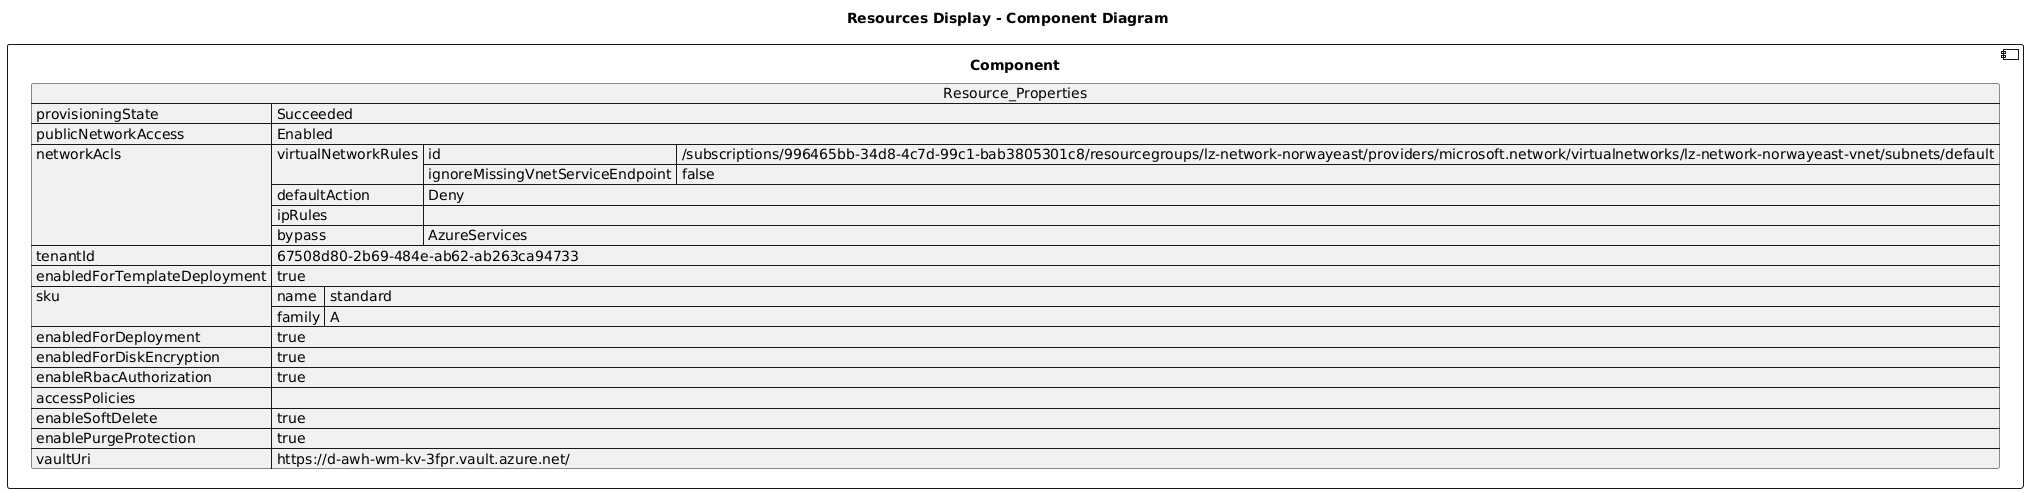 Resources Display - Component Diagram
Component
Resource_Properties
provisioningState Succeeded
publicNetworkAccess Enabled
networkAcls virtualNetworkRules id /subscriptions/996465bb-34d8-4c7d-99c1-bab3805301c8/resourcegroups/lz-network-norwayeast/providers/microsoft.network/virtualnetworks/lz-network-norwayeast-vnet/subnets/default
ignoreMissingVnetServiceEndpoint false
defaultAction Deny
ipRules
bypass AzureServices
tenantId 67508d80-2b69-484e-ab62-ab263ca94733
enabledForTemplateDeployment true
sku name standard
family A
enabledForDeployment true
enabledForDiskEncryption true
enableRbacAuthorization true
accessPolicies
enableSoftDelete true
enablePurgeProtection true
vaultUri https://d-awh-wm-kv-3fpr.vault.azure.net/